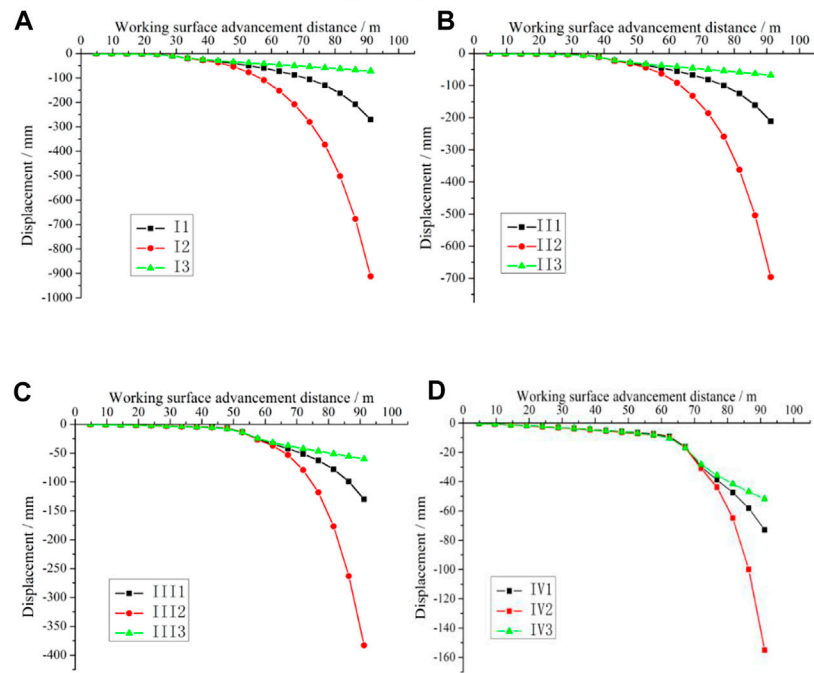 A
Working surface advancement distance / m
0 10 20 30 40 50 60 70 80 90 100
0
-100
-200
-300
-400
-500
-600
-700
-800
-900
-1000
Displacement / mm
I1
I2
I3
B
Working surface advancement distance / m
0 10 20 30 40 50 60 70 80 90 100
0
-100
-200
-300
-400
-500
-600
-700
Displacement / mm
II1
II2
II3
C
Working surface advancement distance / m
0 10 20 30 40 50 60 70 80 90 100
0
-50
-100
-150
-200
-250
-300
-350
-400
Displacement / mm
III1
III2
III3
D
Working surface advancement distance / m
0 10 20 30 40 50 60 70 80 90 100
0
-20
-40
-60
-80
-100
-120
-140
-160
Displacement / mm
IV1
IV2
IV3